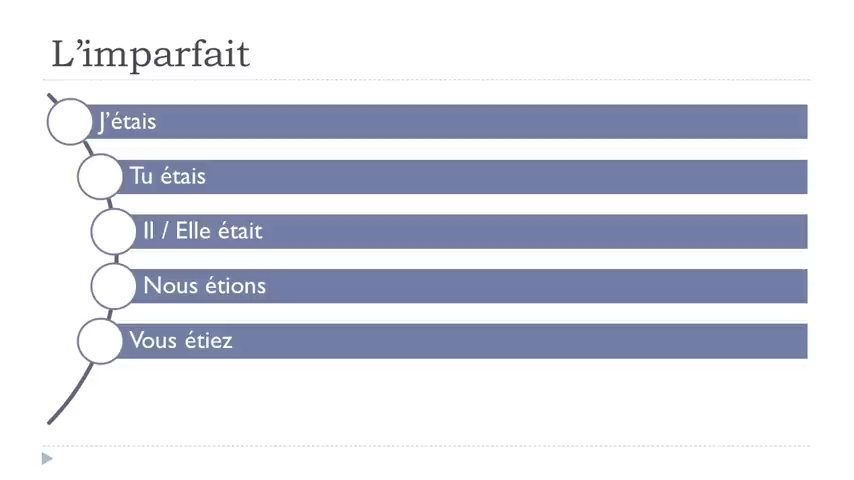 L’imparfait
J’étais
Tu étais
Il / Elle était
Nous étions
Vous étiez